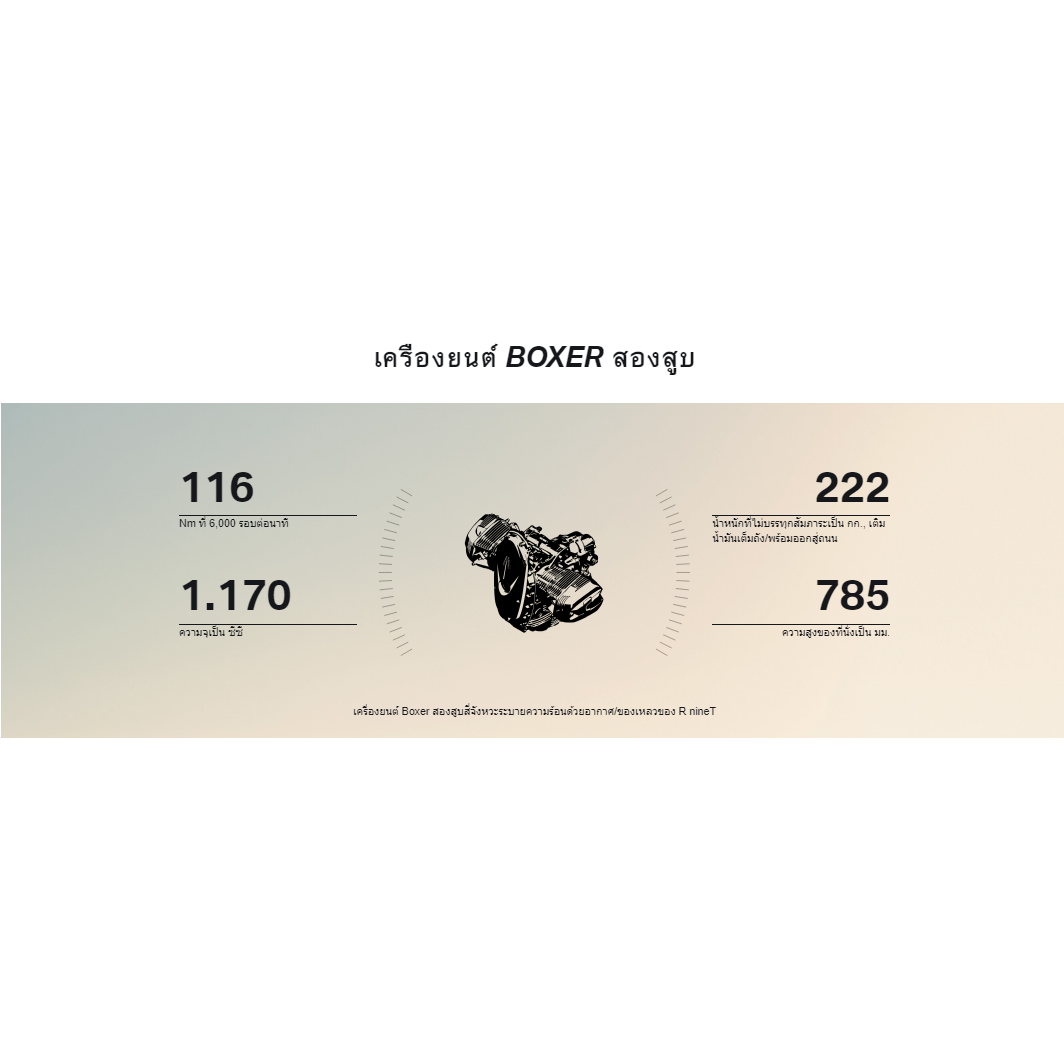 เครื่องยนต์ BOXER สองสูบ
116
Nm ที่ 6,000 รอบต่อนาที
1.170
ความจุเป็น ซีซี
222
น้ำหนักที่ไม่บรรทุกสัมภาระเป็น กก., เติม
น้ำมันเต็มถัง/พร้อมออกสู่ถนน
785
ความสูงของที่นั่งเป็น มม.
เครื่องยนต์ Boxer สองสูบสี่จังหวะระบายความร้อนด้วยอากาศ/ของเหลวของ R nineT